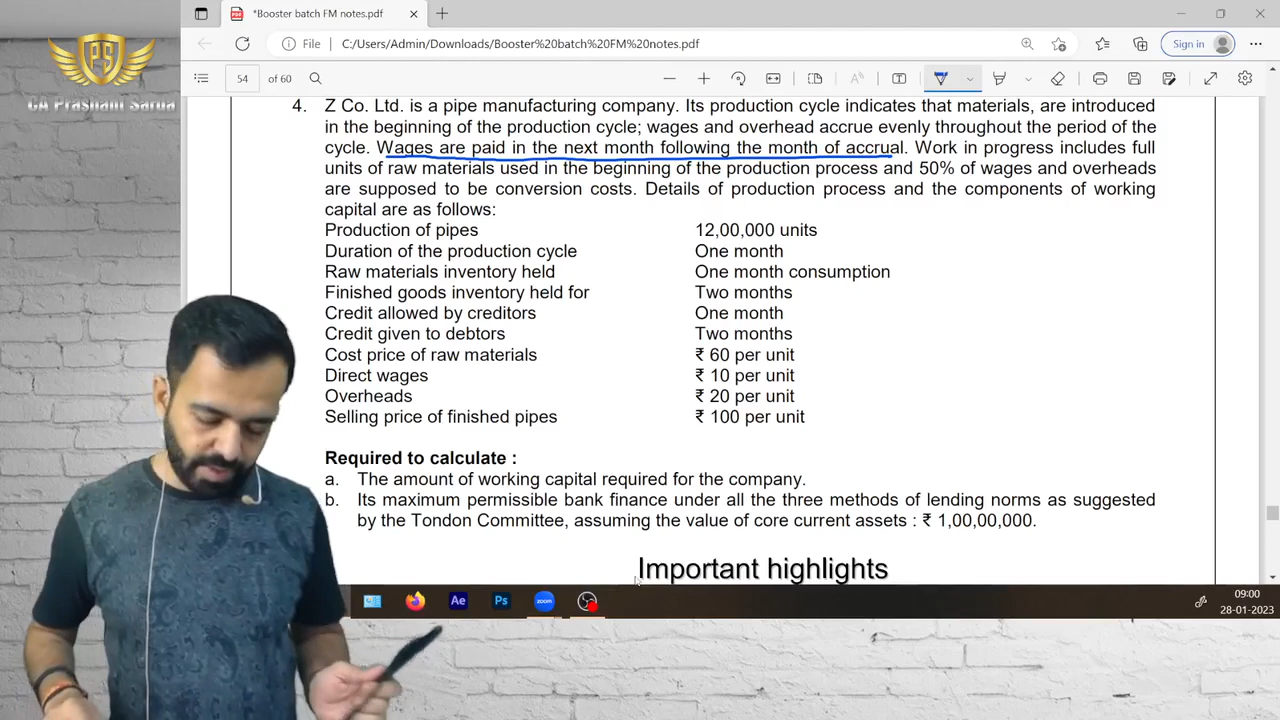 *Booster batch FM notes.pdf
PS
CA Prashant Sarda
File C:/Users/Admin/Downloads/Booster%20batch%20FM%20notes.pdf
Sign in
54 of 60
4. Z Co. Ltd. is a pipe manufacturing company. Its production cycle indicates that materials, are introduced
in the beginning of the production cycle; wages and overhead accrue evenly throughout the period of the
cycle. Wages are paid in the next month following the month of accrual. Work in progress includes full
units of raw materials used in the beginning of the production process and 50% of wages and overheads
are supposed to be conversion costs. Details of production process and the components of working
capital are as follows:
Production of pipes 12,00,000 units
Duration of the production cycle One month
Raw materials inventory held One month consumption
Finished goods inventory held for Two months
Credit allowed by creditors One month
Credit given to debtors Two months
Cost price of raw materials ₹ 60 per unit
Direct wages ₹ 10 per unit
Overheads ₹ 20 per unit
Selling price of finished pipes ₹ 100 per unit
Required to calculate :
a. The amount of working capital required for the company.
b. Its maximum permissible bank finance under all the three methods of lending norms as suggested
by the Tondon Committee, assuming the value of core current assets : ₹ 1,00,00,000.
Important highlights
Ae Ps zoom
09:00
28-01-2023